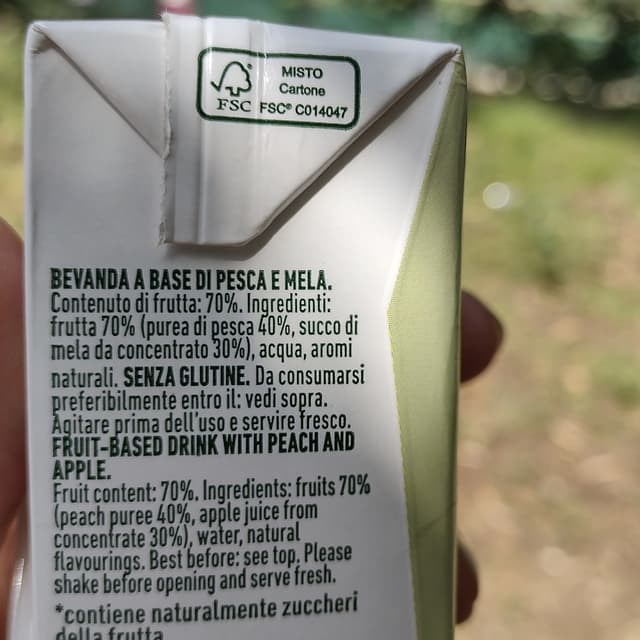 MISTO
Cartone
FSC FSC® C014047
BEVANDA A BASE DI PESCA E MELA.
Contenuto di frutta: 70%. Ingredienti:
frutta 70% (purea di pesca 40%, succo di
mela da concentrato 30%), acqua, aromi
naturali. SENZA GLUTINE. Da consumarsi
preferibilmente entro il: vedi sopra.
Agitare prima dell'uso e servire fresco.
FRUIT-BASED DRINK WITH PEACH AND
APPLE.
Fruit content: 70%. Ingredients: fruits 70%
(peach puree 40%, apple juice from
concentrate 30%), water, natural
flavourings. Best before: see top. Please
shake before opening and serve fresh.
*contiene naturalmente zuccheri
della frutta